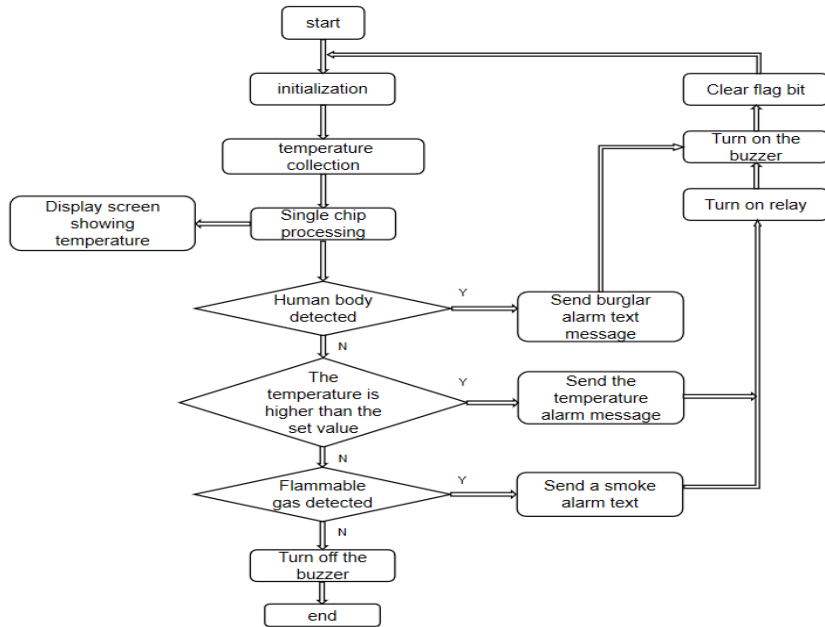 start
initialization
Clear flag bit
temperature
collection
Turn on the
buzzer
Display screen
showing
temperature
Single chip
processing
Turn on relay
Human body
detected
Y
Send burglar
alarm text
message
N
The
temperature is
higher than the
set value
Y
Send the
temperature
alarm message
N
Flammable
gas detected
Y
Send a smoke
alarm text
N
Turn off the
buzzer
end